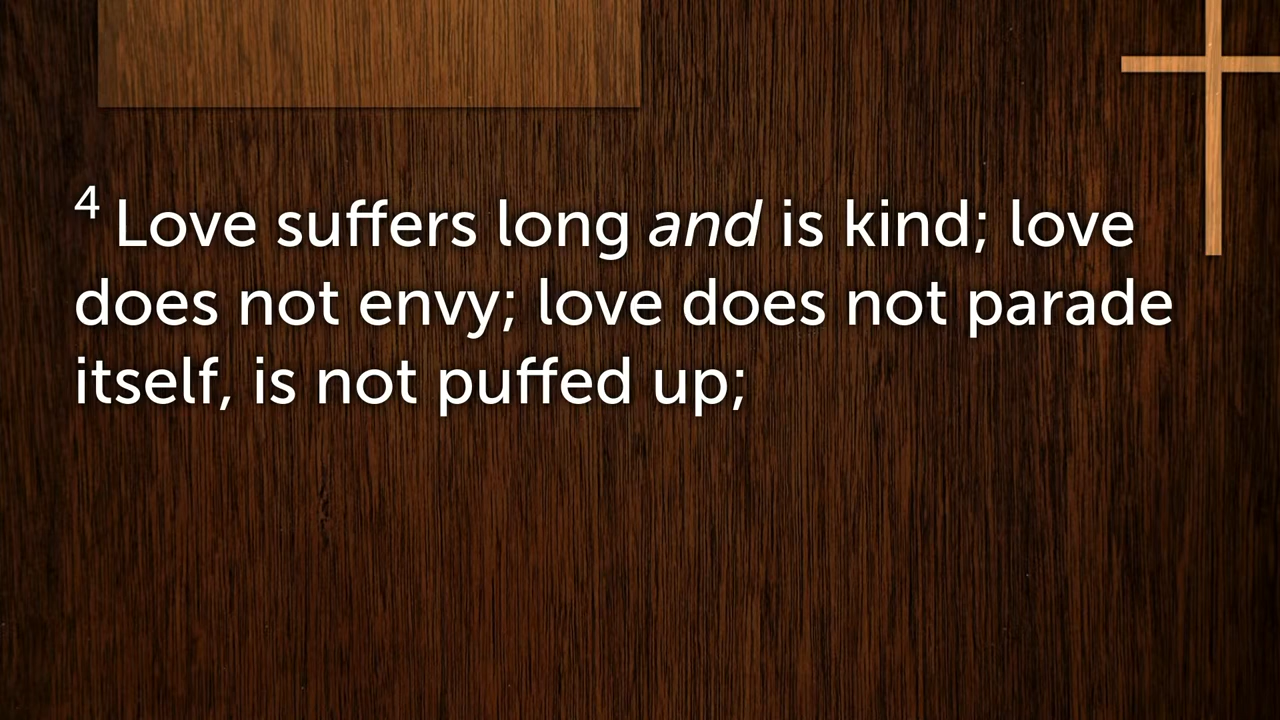 4 Love suffers long and is kind; love
does not envy; love does not parade
itself, is not puffed up;